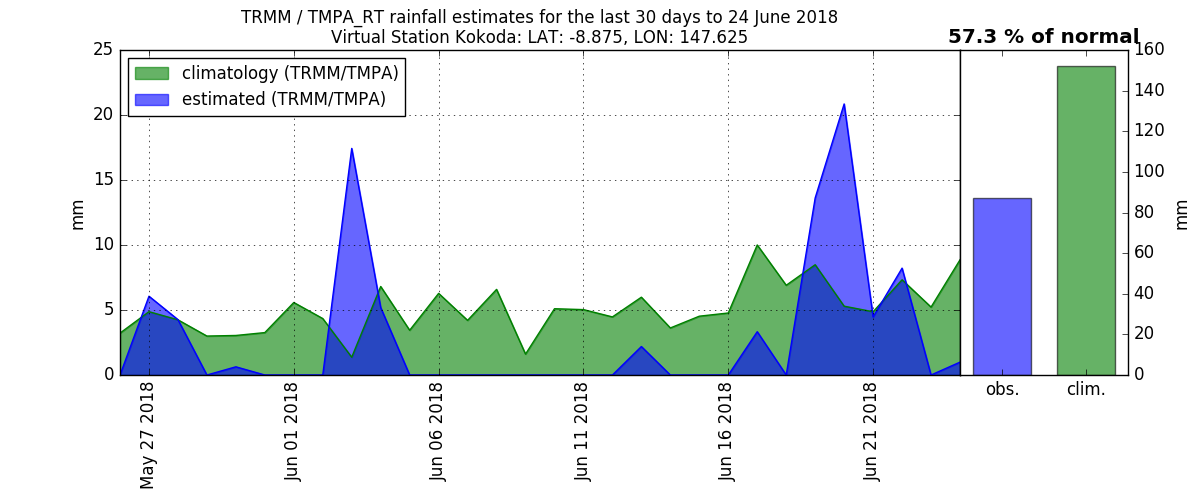 TRMM / TMPA_RT rainfall estimates for the last 30 days to 24 June 2018
Virtual Station Kokoda: LAT: -8.875, LON: 147.625
57.3 % of normal
climatology (TRMM/TMPA)
estimated (TRMM/TMPA)
25
20
15
10
5
0
mm
May 27 2018
Jun 01 2018
Jun 06 2018
Jun 11 2018
Jun 16 2018
Jun 21 2018
160
140
120
100
80
60
40
20
0
mm
obs.
clim.